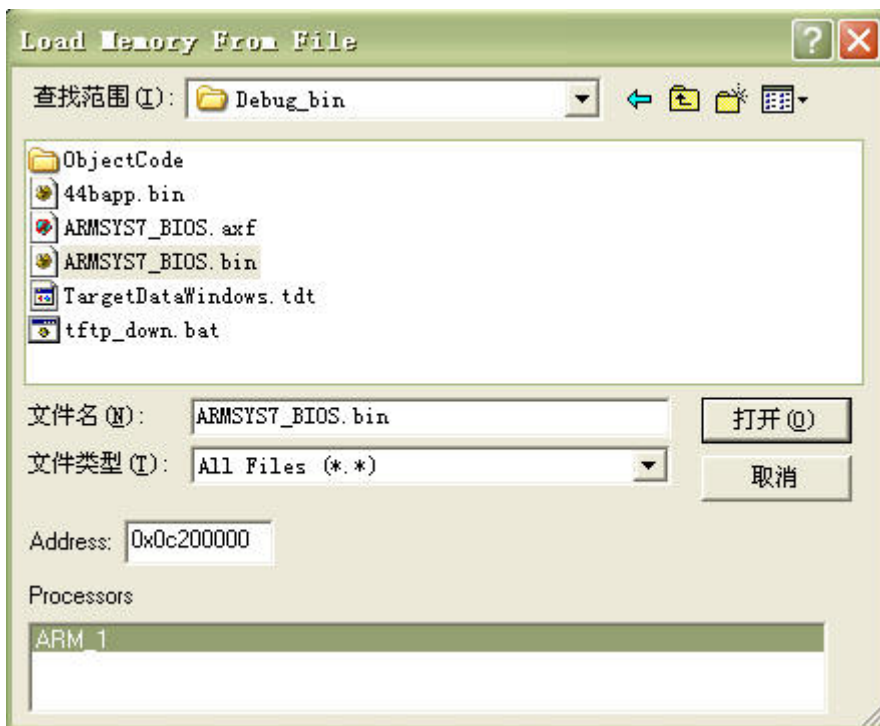 Load Memory From File
查找范围(I): Debug_bin
ObjectCode
44bapp.bin
ARMSYS7_BIOS.axf
ARMSYS7_BIOS.bin
TargetDataWindows.tdt
tftp_down.bat
文件名(N): ARMSYS7_BIOS.bin 打开(O)
文件类型(T): All Files (*.*) 取消
Address: 0x0c200000
Processors
ARM_1